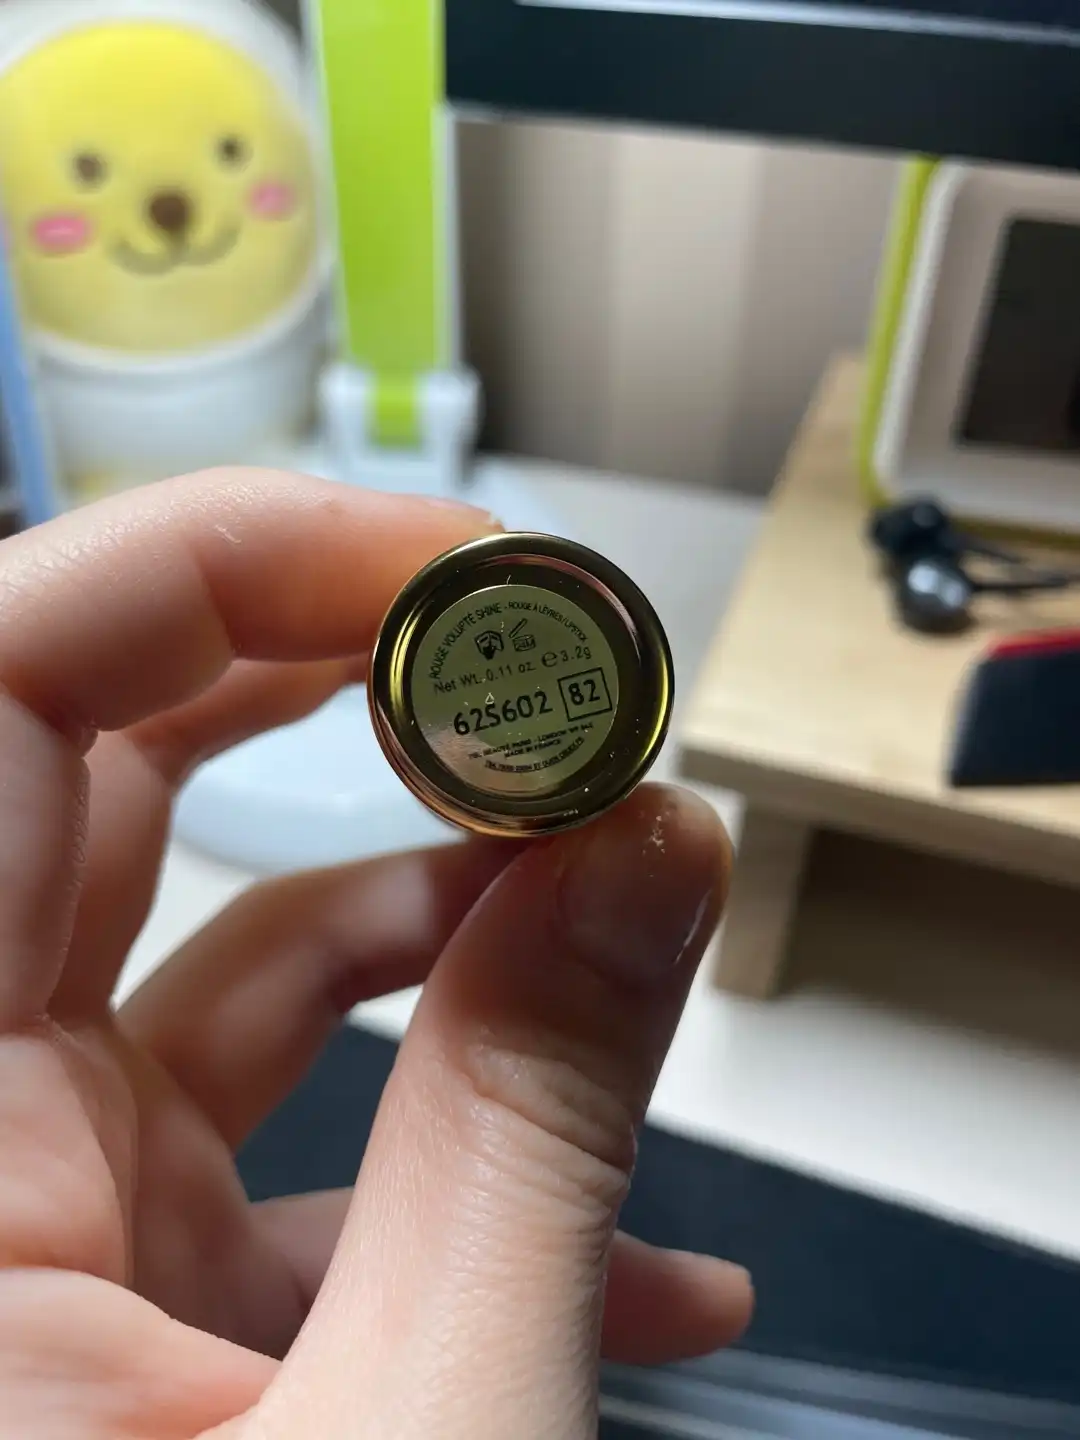 ROUGE VOLUPTÉ SHINE - ROUGE À LÈVRES/LIPSTICK
Net Wt. 0.11 oz. ℮ 3.2g
62S602 82
YSL BEAUTÉ PARIS - LONDON
MADE IN FRANCE